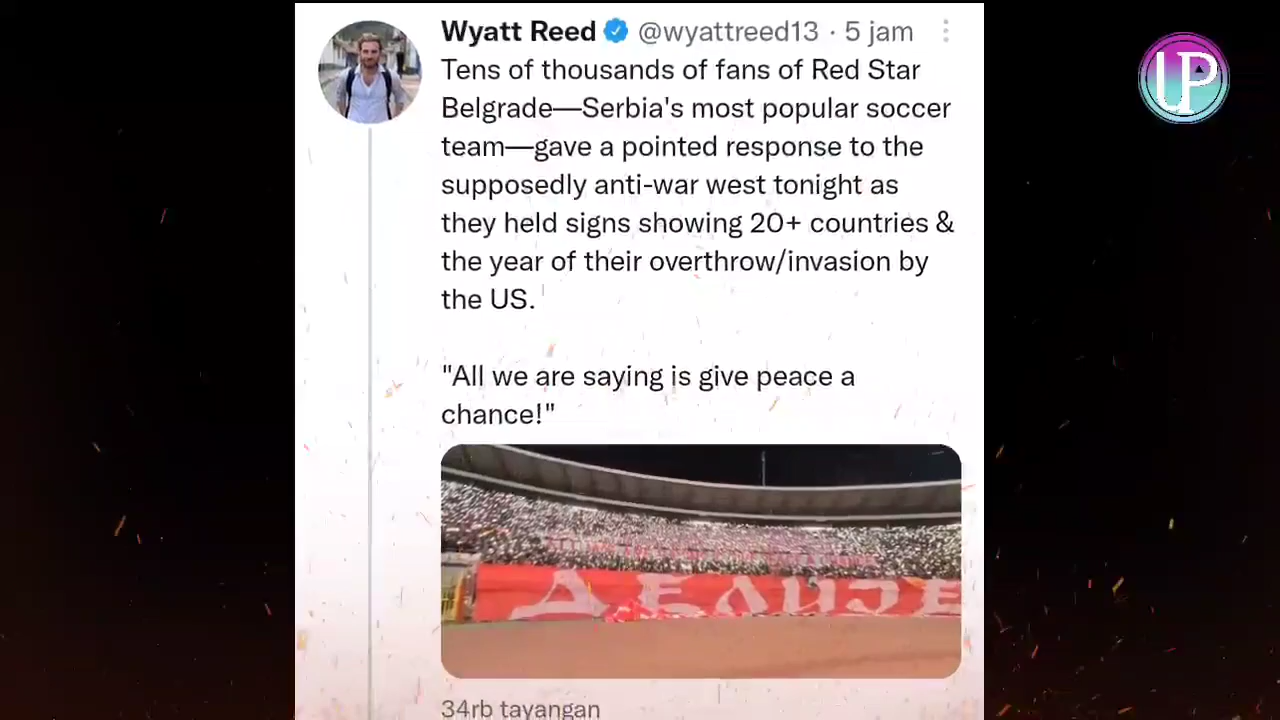 Wyatt Reed @wyattreed13 · 5 jam
Tens of thousands of fans of Red Star
Belgrade—Serbia's most popular soccer
team—gave a pointed response to the
supposedly anti-war west tonight as
they held signs showing 20+ countries &
the year of their overthrow/invasion by
the US.
"All we are saying is give peace a
chance!"
ДЕЛИЈЕ
34rb tayangan
UP